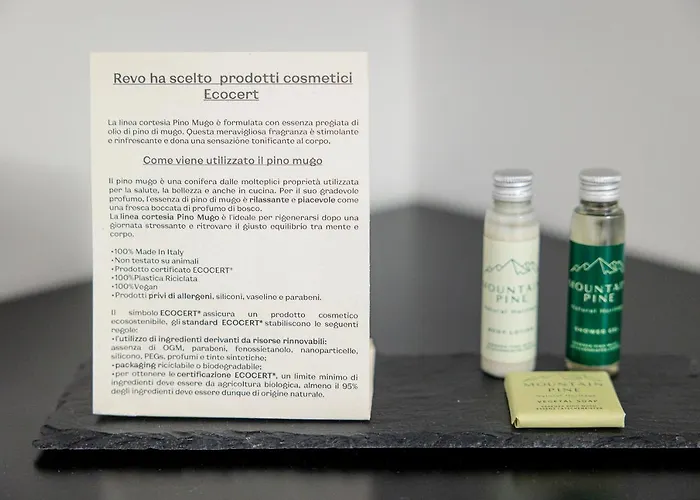 Revo ha scelto prodotti cosmetici
Ecocert
La linea cortesia Pino Mugo è formulata con essenza pregiata di
olio di pino di mugo. Questa meravigliosa fragranza è stimolante
e rinfrescante e dona una sensazione tonificante al corpo.
Come viene utilizzato il pino mugo
Il pino mugo è una conifera dalle molteplici proprietà utilizzata
per la salute, la bellezza e anche in cucina. Per il suo gradevole
profumo, l'essenza di pino di mugo è rilassante e piacevole come
una fresca boccata di profumo di bosco.
La linea cortesia Pino Mugo è l'ideale per rigenerarsi dopo una
giornata stressante e ritrovare il giusto equilibrio tra mente e
corpo.
•100% Made In Italy
•Non testato su animali
•Prodotto certificato ECOCERT®
•100%Plastica Riciclata
•100%Vegan
•Prodotti privi di allergeni, siliconi, vaseline e parabeni.
Il simbolo ECOCERT® assicura un prodotto cosmetico
ecosostenibile, gli standard ECOCERT® stabiliscono le seguenti
regole:
•l'utilizzo di ingredienti derivanti da risorse rinnovabili:
assenza di OGM, parabeni, fenossietanolo, nanoparticelle,
silicono, PEGs, profumi e tinte sintetiche;
•packaging riciclabile o biodegradabile;
•per ottenere le certificazione ECOCERT®, un limite minimo di
ingredienti deve essere da agricoltura biologica, almeno il 95%
degli ingredienti deve essere dunque di origine naturale.
MOUNTAIN
PINE
Natural Harmony
BODY LOTION
MOUNTAIN
PINE
Natural Harmony
SHOWER GEL
MOUNTAIN
PINE
Natural Harmony
VEGETAL SOAP